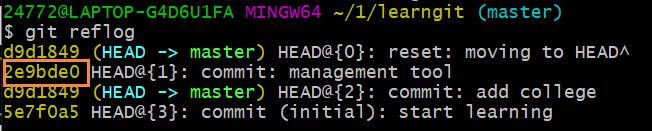 24772@LAPTOP-G4D6U1FA MINGW64 ~/1/learngit (master)
$ git reflog
d9d1849 (HEAD -> master) HEAD@{0}: reset: moving to HEAD^
2e9bde0 HEAD@{1}: commit: management tool
d9d1849 (HEAD -> master) HEAD@{2}: commit: add college
5e7f0a5 HEAD@{3}: commit (initial): start learning